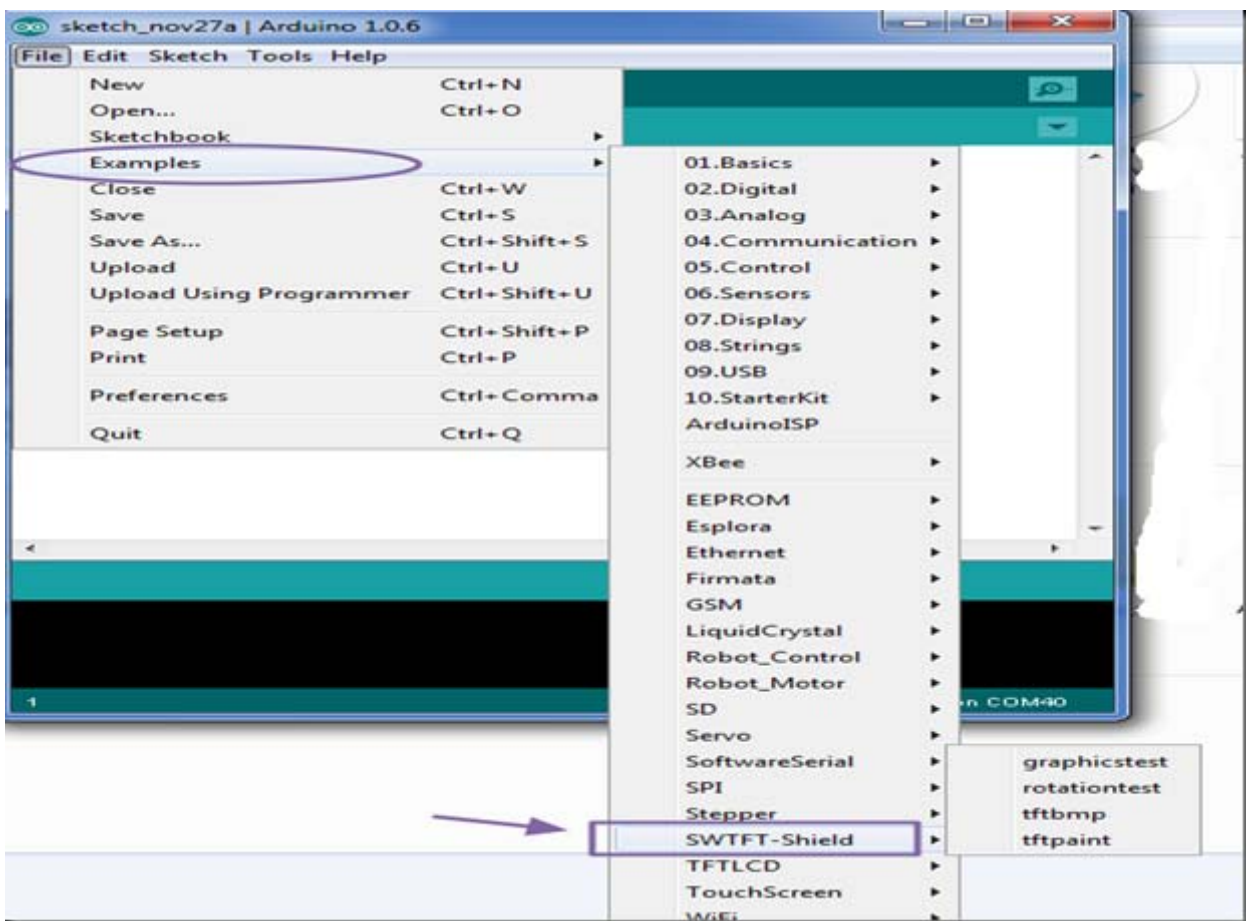 sketch_nov27a | Arduino 1.0.6
File Edit Sketch Tools Help
New Ctrl+N
Open... Ctrl+O
Sketchbook
Examples
Close Ctrl+W
Save Ctrl+S
Save As... Ctrl+Shift+S
Upload Ctrl+U
Upload Using Programmer Ctrl+Shift+U
Page Setup Ctrl+Shift+P
Print Ctrl+P
Preferences Ctrl+Comma
Quit Ctrl+Q
01.Basics
02.Digital
03.Analog
04.Communication
05.Control
06.Sensors
07.Display
08.Strings
09.USB
10.StarterKit
ArduinoISP
XBee
EEPROM
Esplora
Ethernet
Firmata
GSM
LiquidCrystal
Robot_Control
Robot_Motor
SD
Servo
SoftwareSerial
SPI
Stepper
SWTFT-Shield
TFTLCD
TouchScreen
WiFi
graphicstest
rotationtest
tftbmp
tftpaint
1
n COM40